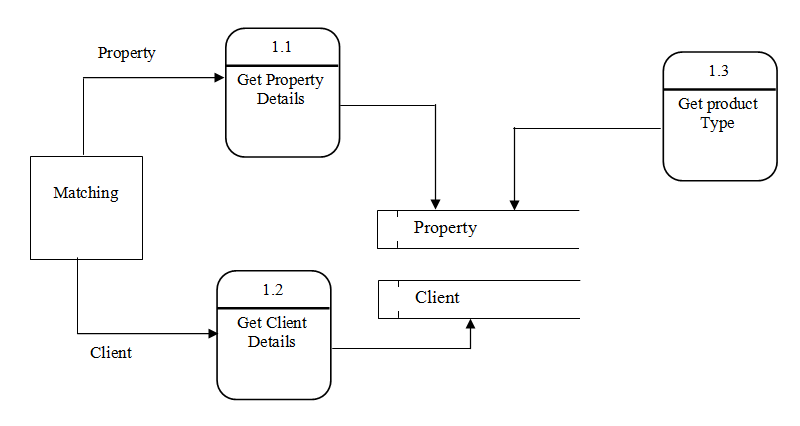 Property
1.1
Get Property
Details
1.3
Get product
Type
Matching
Property
Client
1.2
Get Client
Details
Client